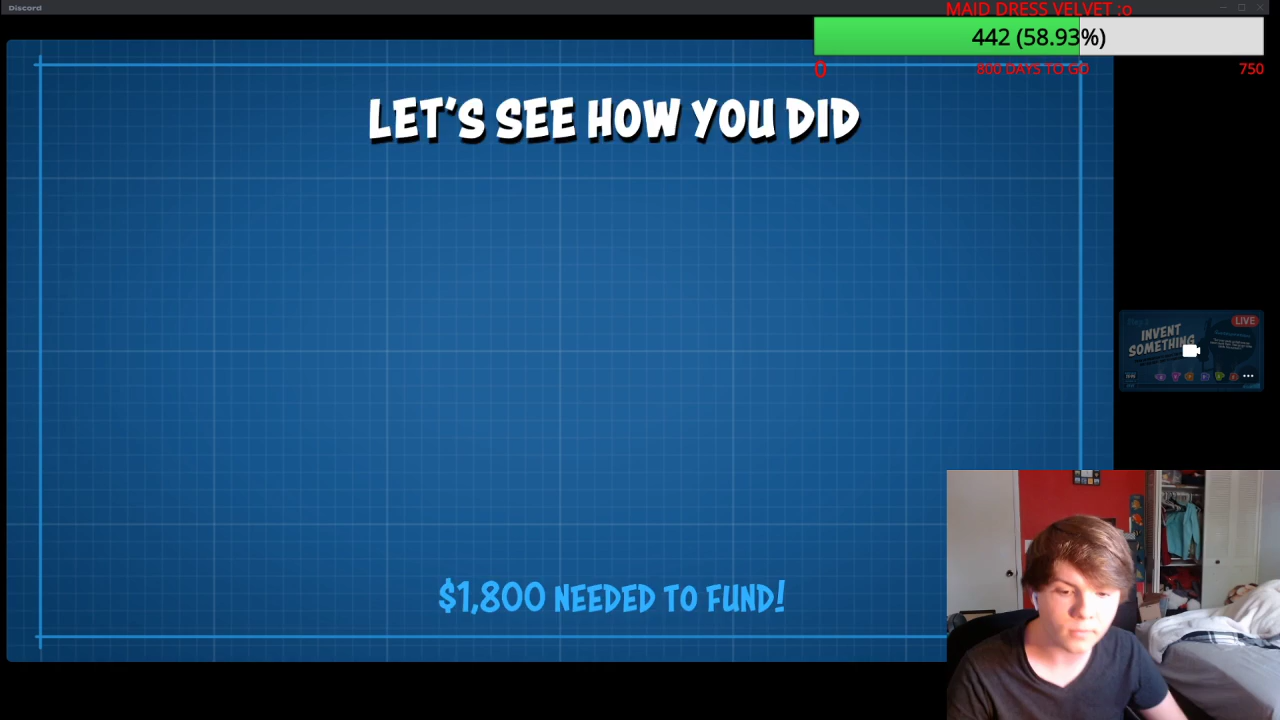 Discord
MAID DRESS VELVET :o
442 (58.93%)
0
800 DAYS TO GO
750
LET'S SEE HOW YOU DID
LIVE
INVENT
SOMETHING
$1,800 NEEDED TO FUND!